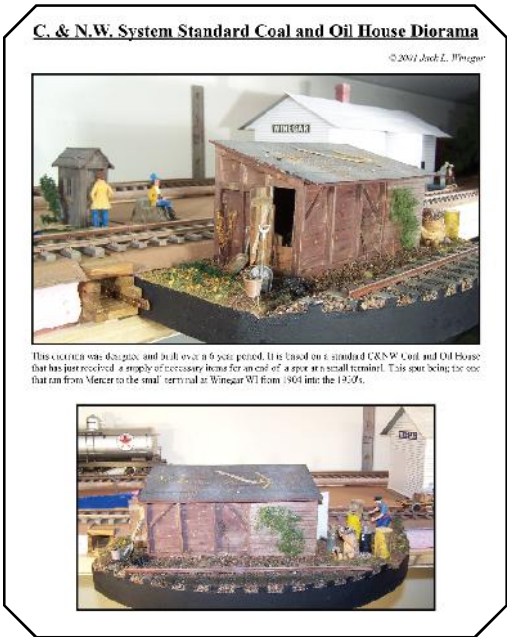 C. & N.W. System Standard Coal and Oil House Diorama
© 2001 Jack L. Winegar
WINEGAR
This diorama was designed and built over a 6 year period. It is based on a standard C&NW Coal and Oil House
that has just received a supply of necessary items for an end of a spur at a small terminal. This spur being the one
that ran from Mercer to the small terminal at Winegar WI from 1904 into the 1930's.